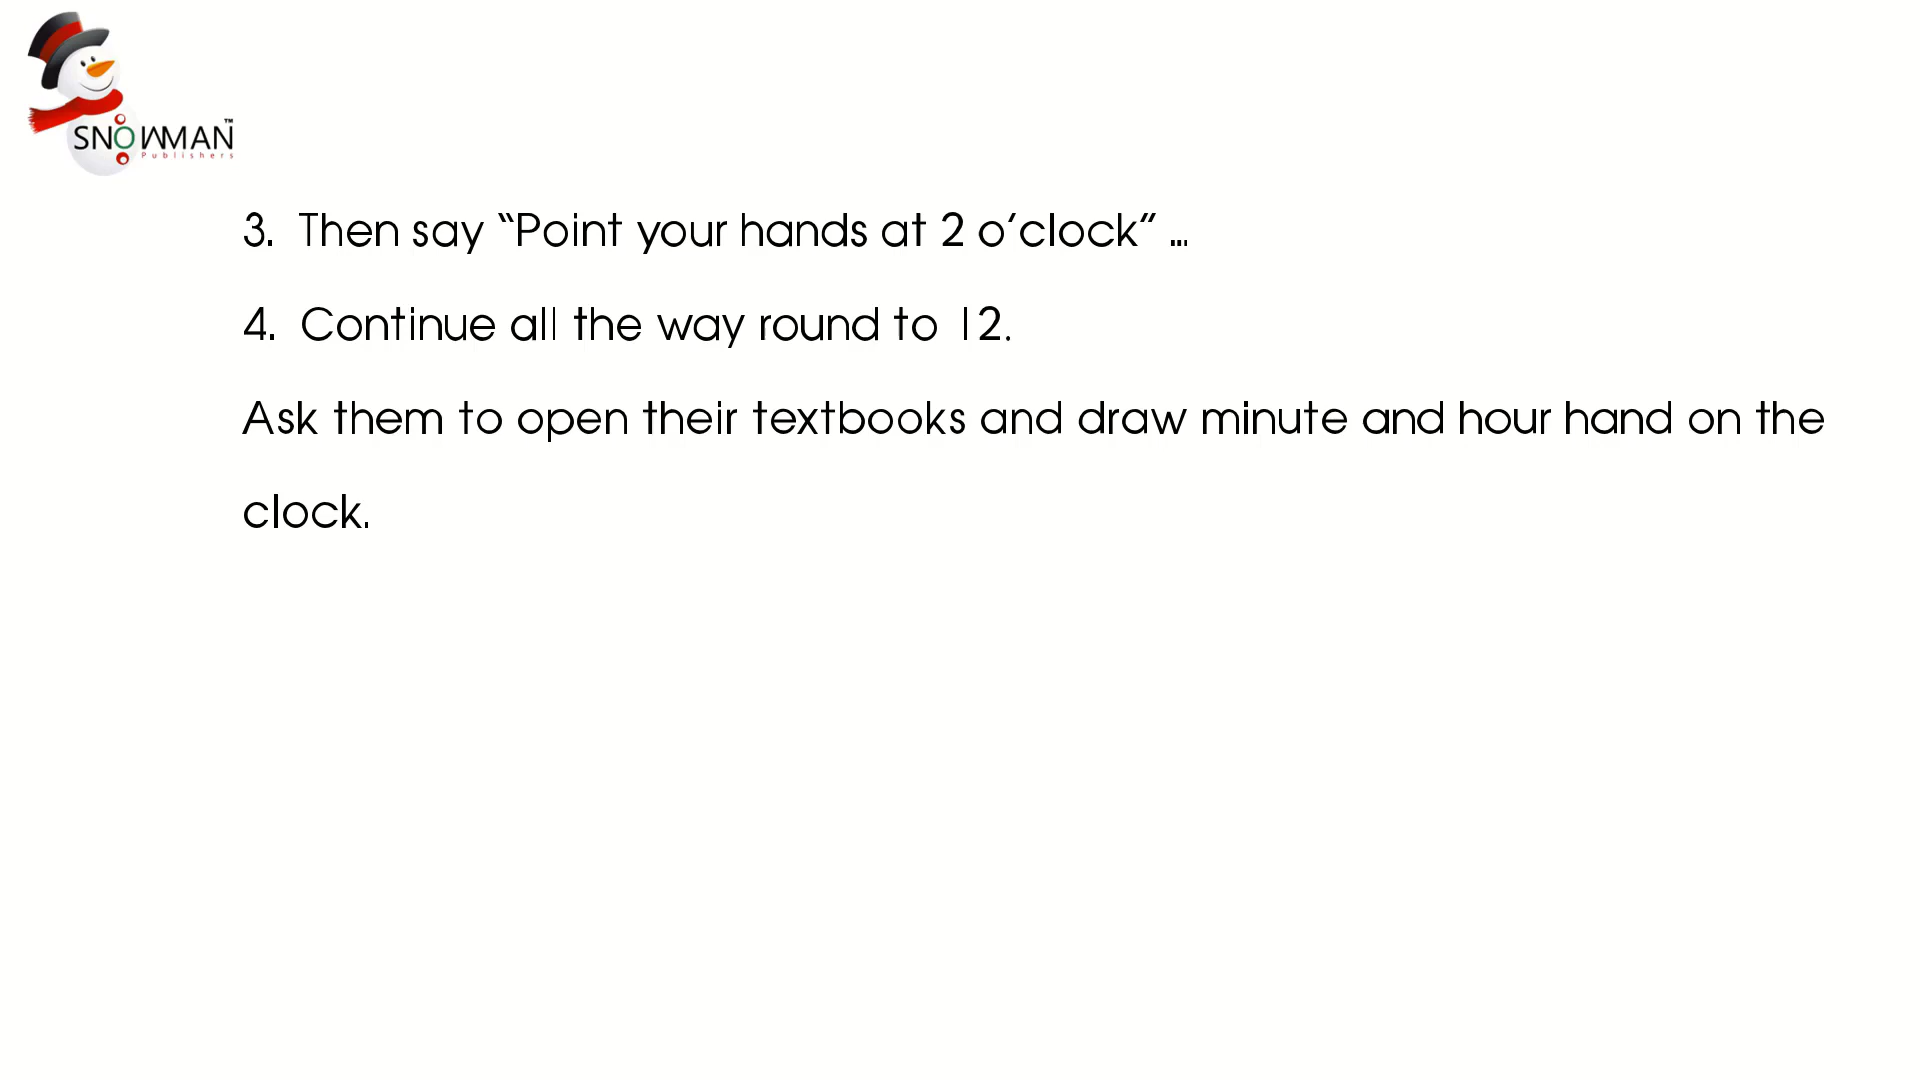 SNOWMAN™
Publishers
3. Then say “Point your hands at 2 o’clock” ...
4. Continue all the way round to 12.
Ask them to open their textbooks and draw minute and hour hand on the
clock.